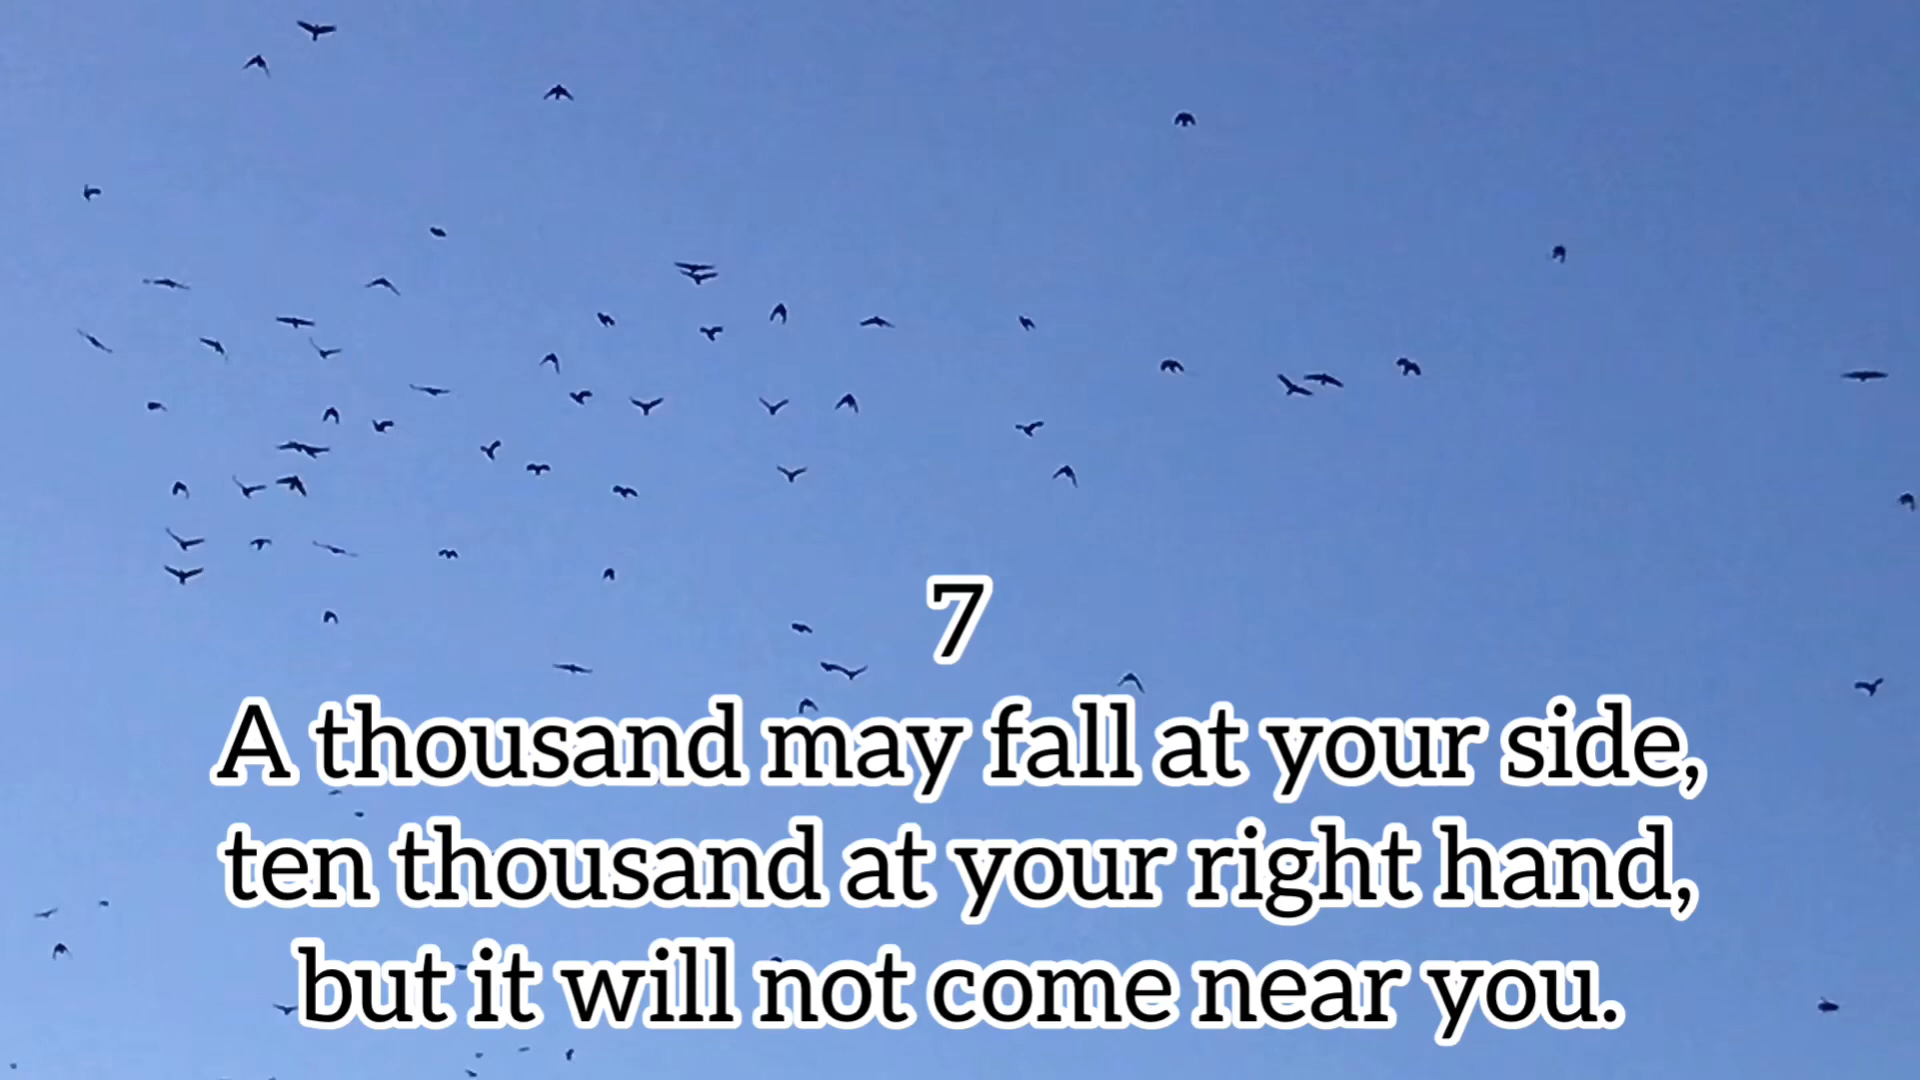 7
A thousand may fall at your side,
ten thousand at your right hand,
but it will not come near you.